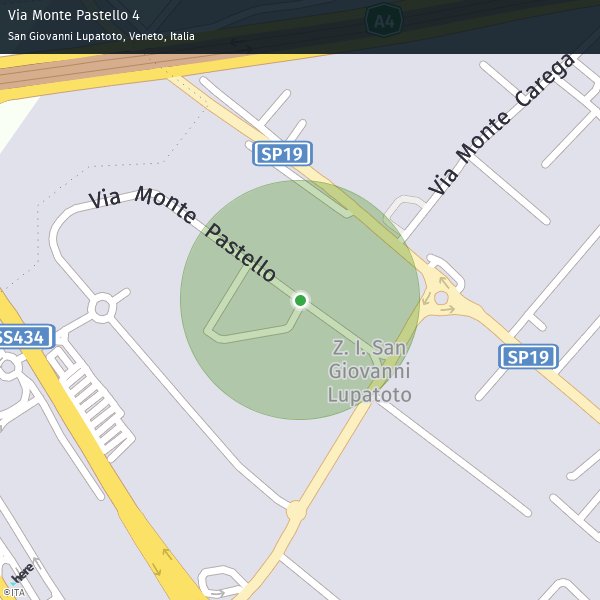 Via Monte Pastello 4
San Giovanni Lupatoto, Veneto, Italia
A4
SP19
Via Monte Carega
Via Monte Pastello
SS434
Z. I. San
Giovanni
Lupatoto
SP19
here
©ITA